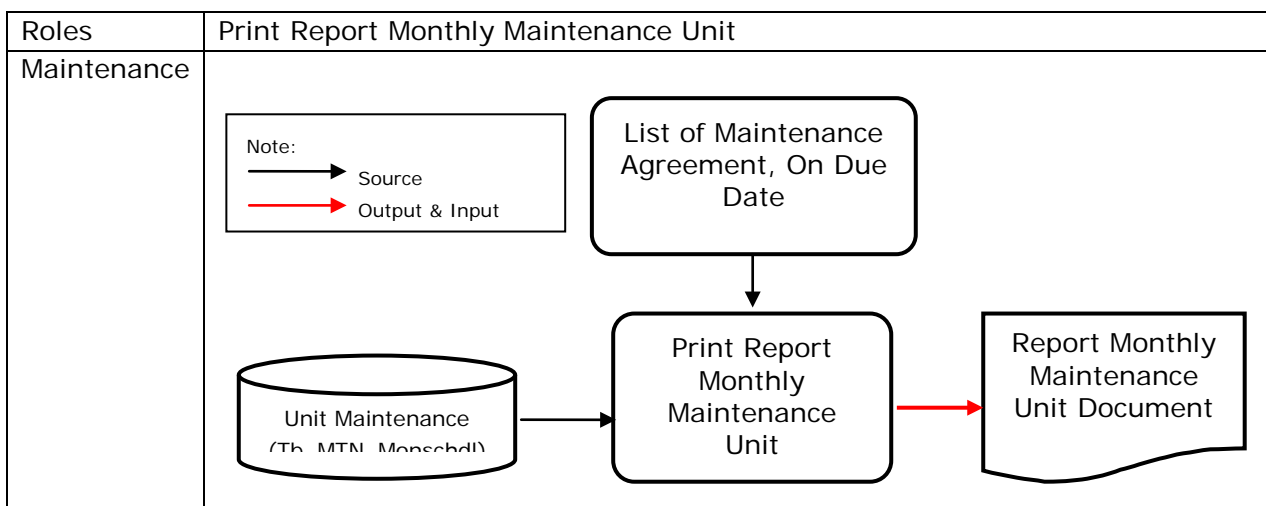 Roles
Print Report Monthly Maintenance Unit
Maintenance
Note:
Source
Output & Input
List of Maintenance
Agreement, On Due
Date
Print Report
Monthly
Maintenance
Unit
Report Monthly
Maintenance
Unit Document
Unit Maintenance
(Tb_MTN_Monschdl)